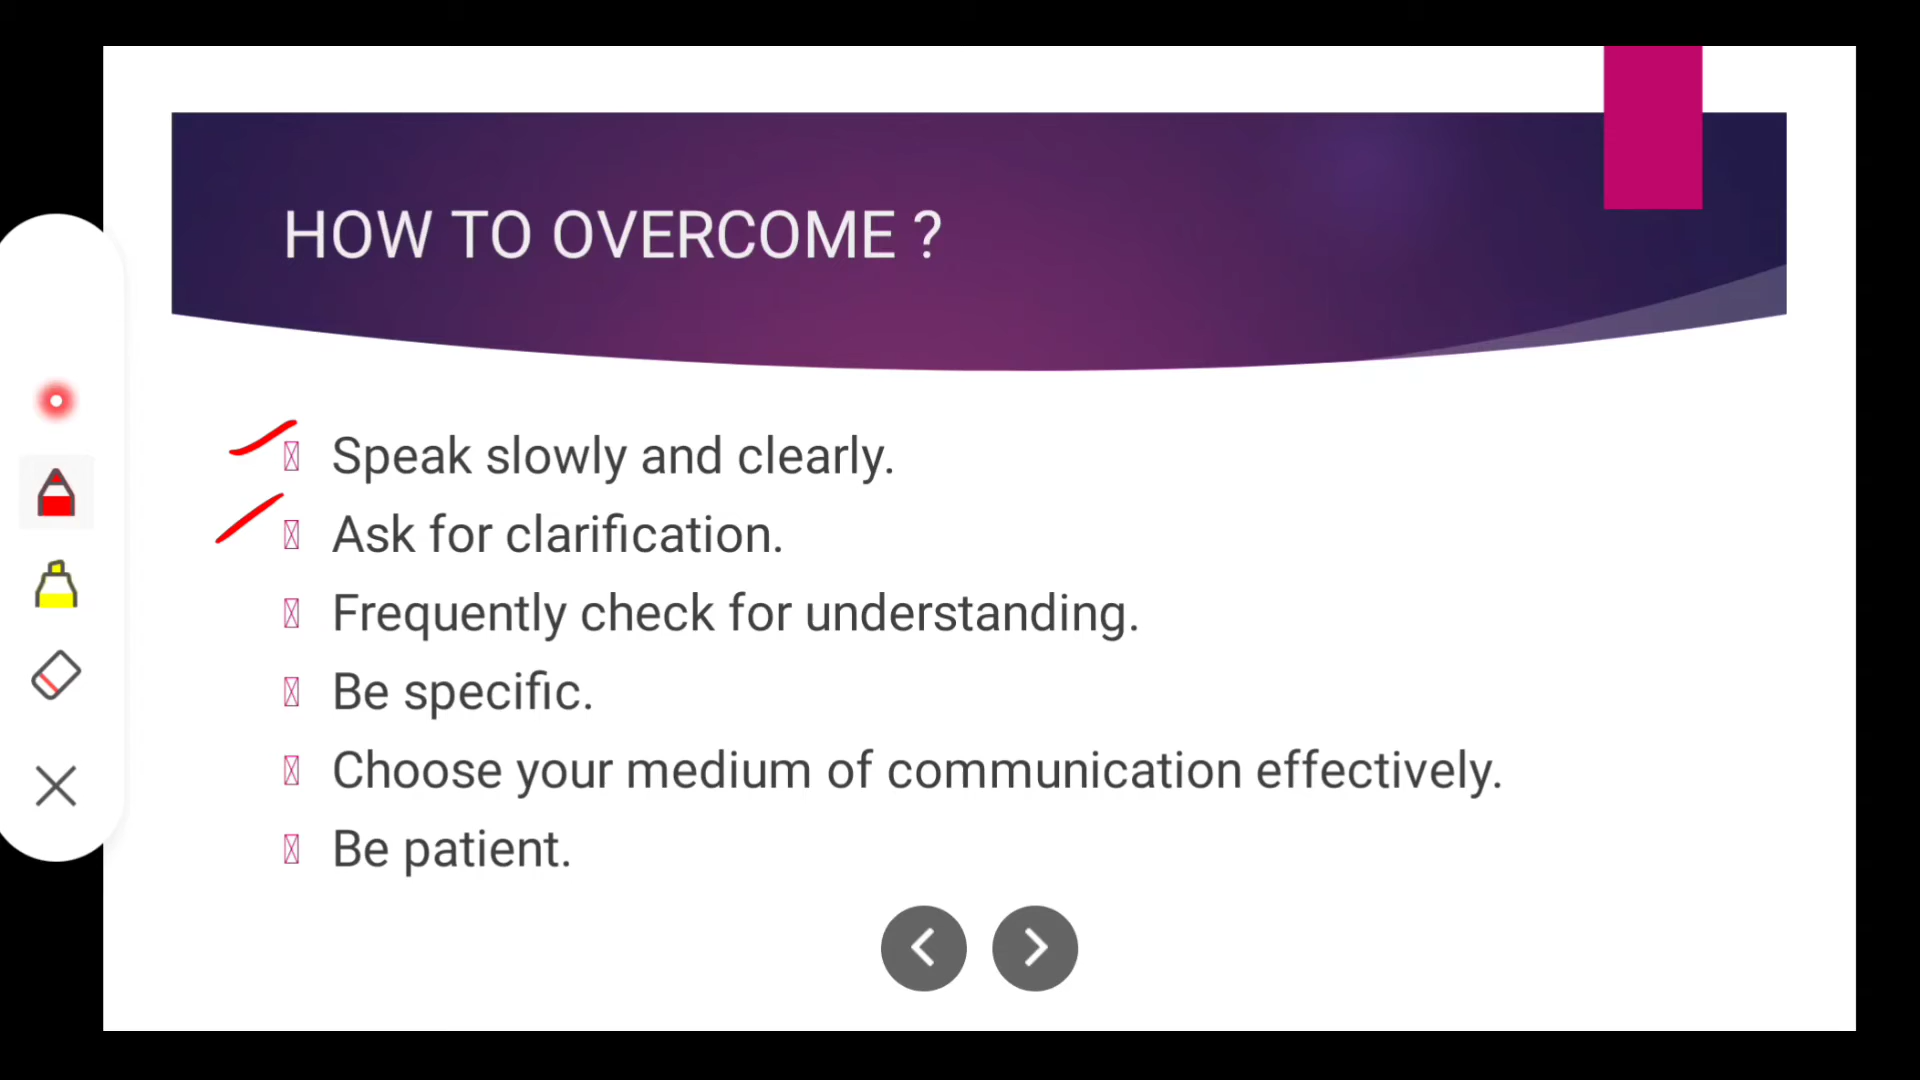 HOW TO OVERCOME ?
Speak slowly and clearly.
Ask for clarification.
Frequently check for understanding.
Be specific.
Choose your medium of communication effectively.
Be patient.